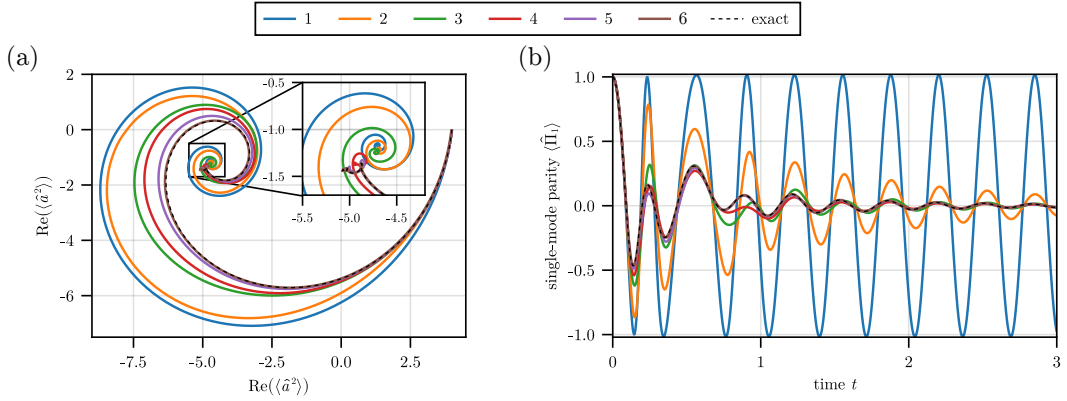 1 2 3 4 5 6 exact
(a) (b)
2
0
-2
-4
-6
Re(⟨â²⟩)
-7.5 -5.0 -2.5 0.0 2.5
Re(⟨â²⟩)
-0.5
-1.0
-1.5
-5.5 -5.0 -4.5
1.0
0.5
0.0
-0.5
-1.0
single-mode parity ⟨Π̂₁⟩
0 1 2 3
time t